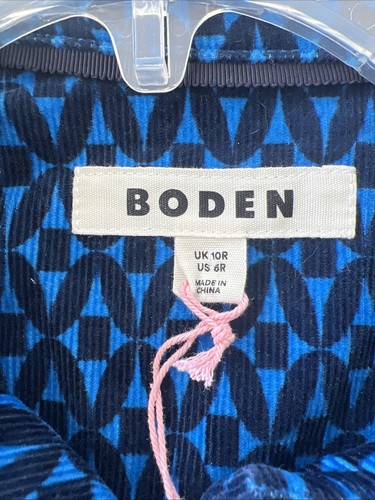 BODEN
UK 10R
US 6R
MADE IN
CHINA